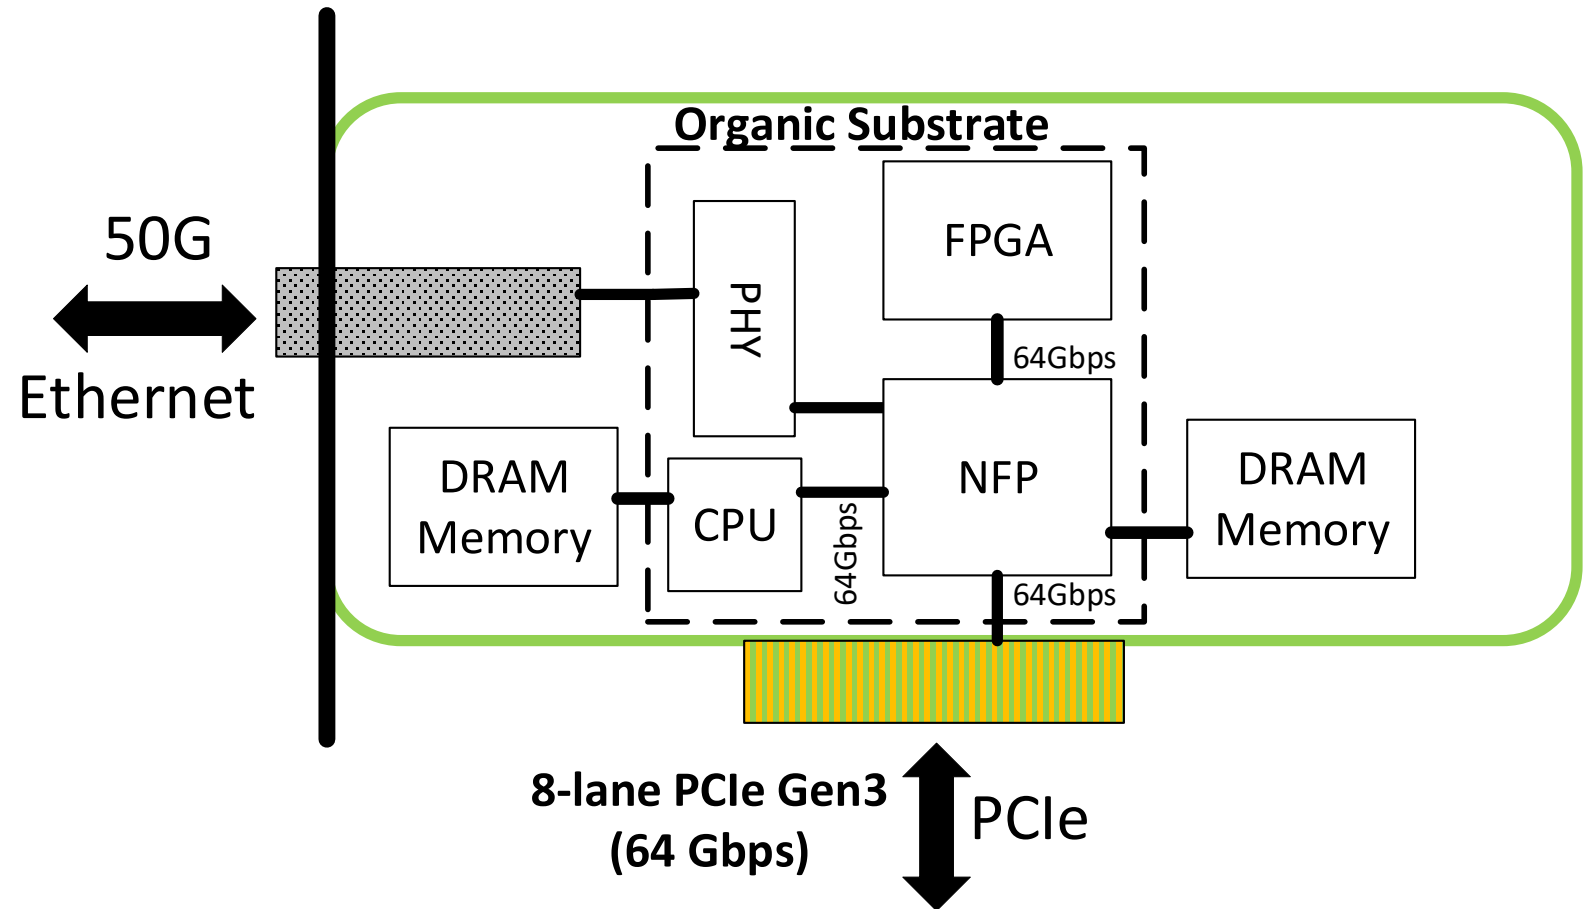 Organic Substrate
50G
Ethernet
PHY
FPGA
64Gbps
DRAM
Memory
CPU
64Gbps
NFP
DRAM
Memory
64Gbps
8-lane PCIe Gen3
(64 Gbps)
PCIe